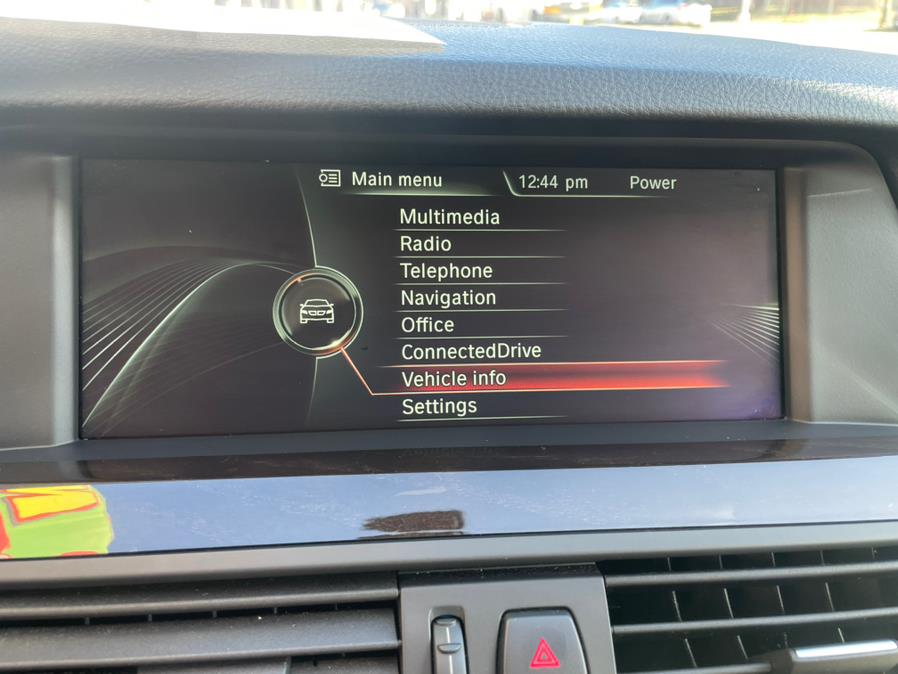 Main menu 12:44 pm Power
Multimedia
Radio
Telephone
Navigation
Office
ConnectedDrive
Vehicle info
Settings